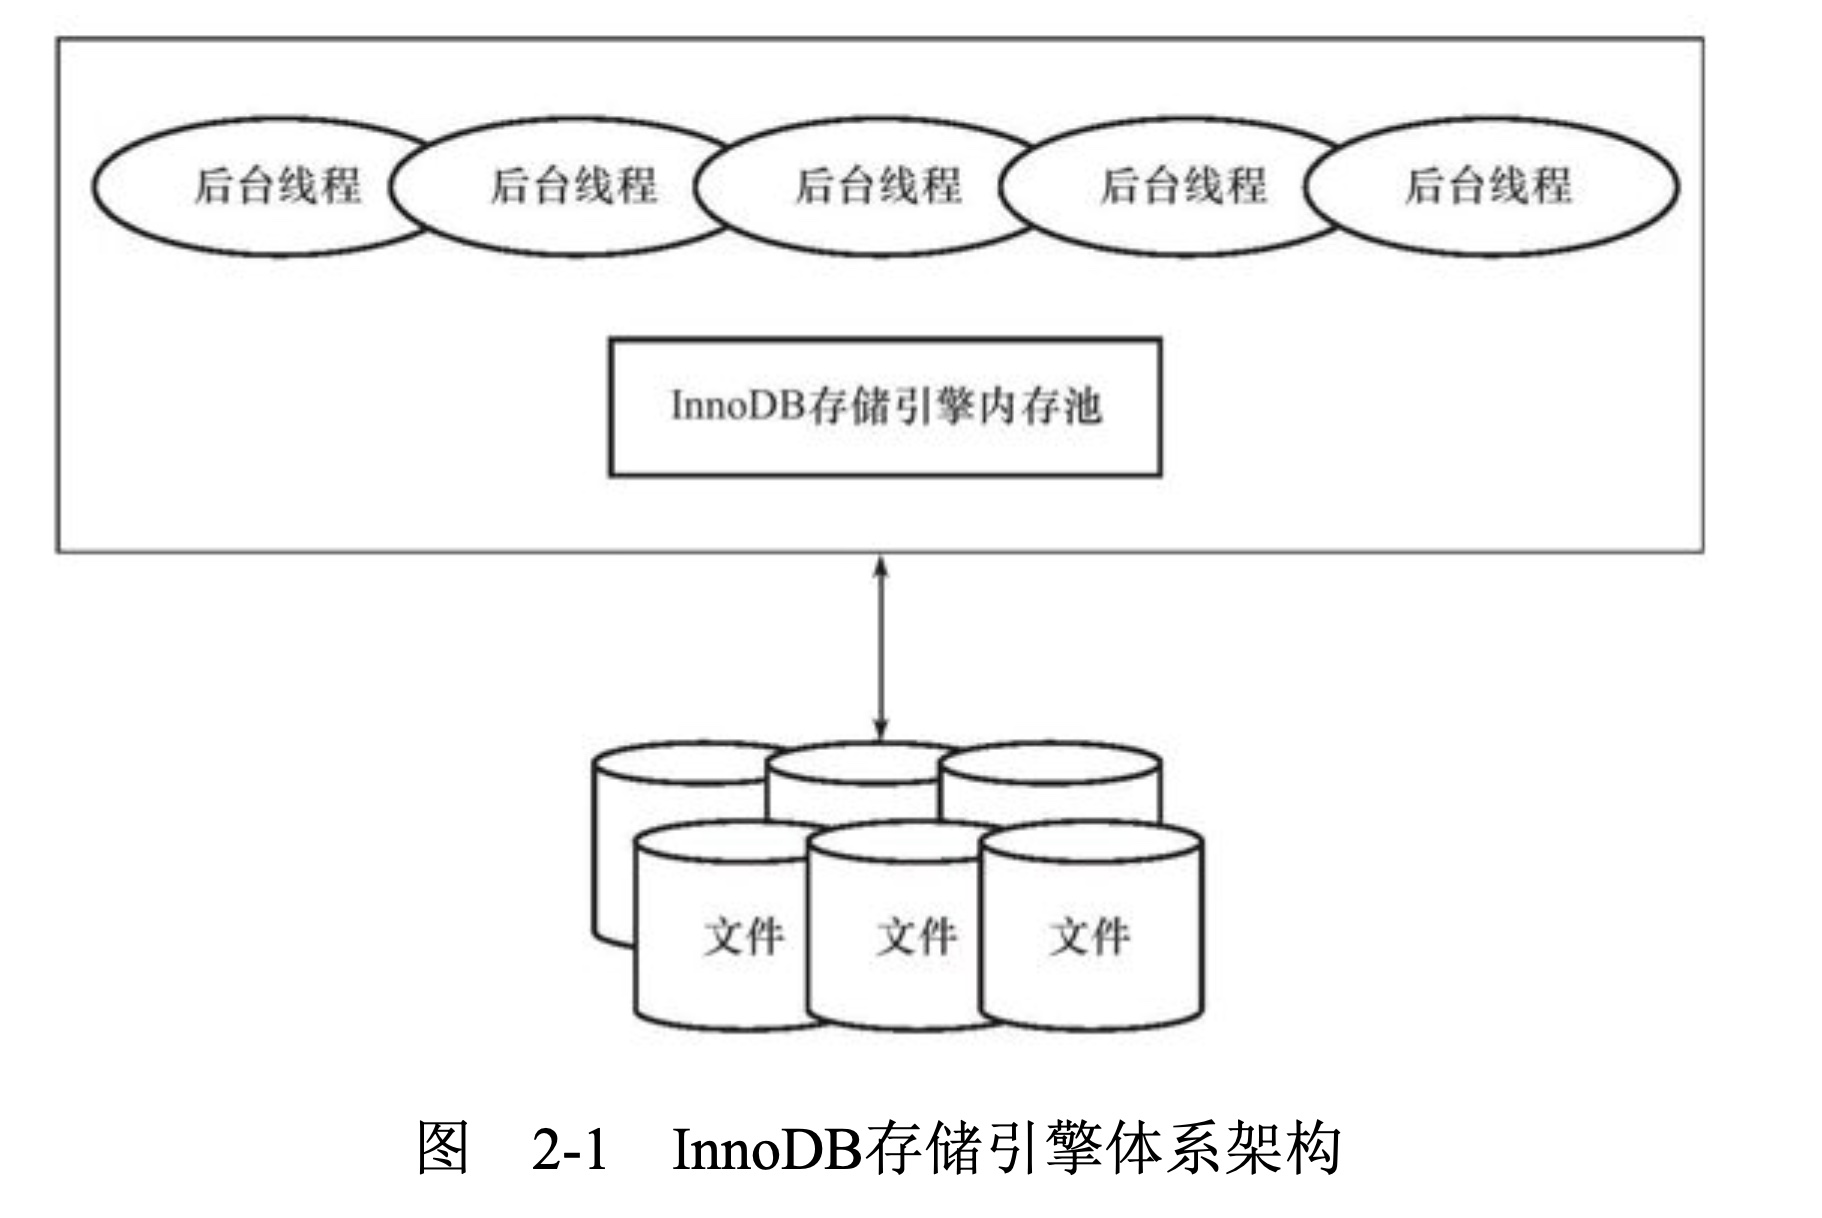 后台线程 后台线程 后台线程 后台线程 后台线程
InnoDB存储引擎内存池
文件 文件 文件
图 2-1 InnoDB存储引擎体系架构